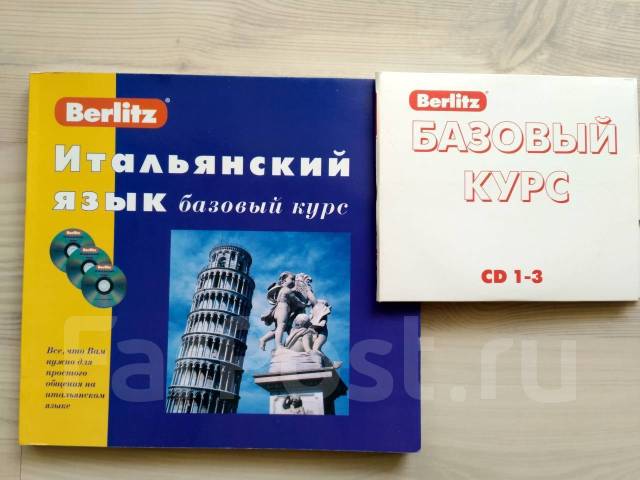 Berlitz®
Итальянский
язык базовый курс
Все, что Вам
нужно для
простого
общения на
итальянском
языке
Berlitz®
БАЗОВЫЙ
КУРС
CD 1-3
FarPost.ru